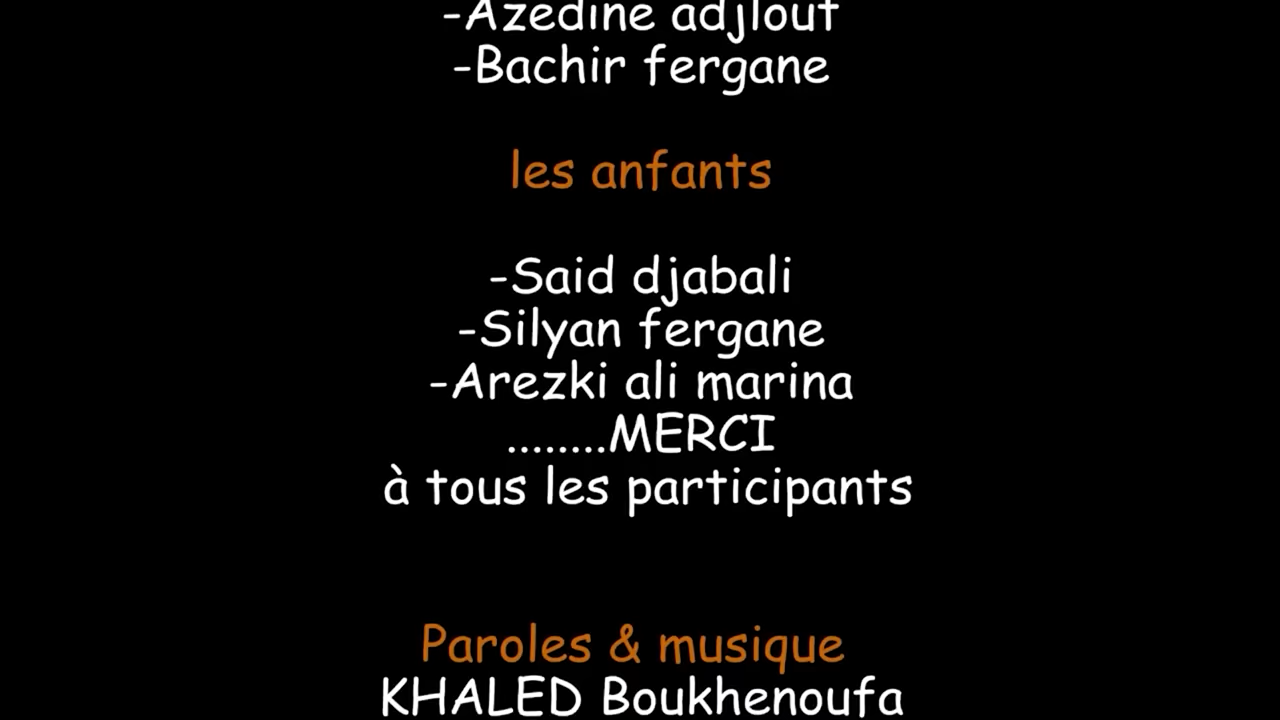 -Azedine adjlout
-Bachir fergane
les anfants
-Said djabali
-Silyan fergane
-Arezki ali marina
........MERCI
à tous les participants
Paroles & musique
KHALED Boukhenoufa